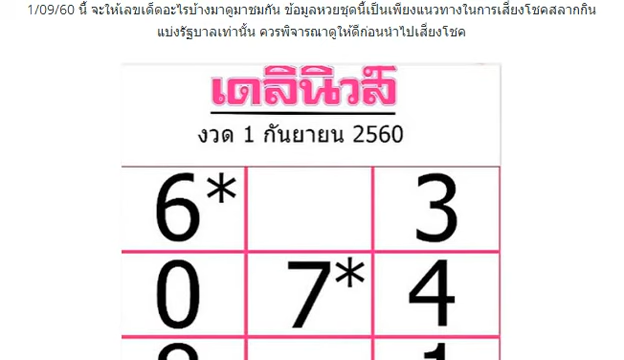 1/09/60 นี้ จะให้เลขเด็ดอะไรบ้างมาดูมาชมกัน ข้อมูลหวยชุดนี้เป็นเพียงแนวทางในการเสี่ยงโชคสลากกิน
แบ่งรัฐบาลเท่านั้น ควรพิจารณาดูให้ดีก่อนนำไปเสี่ยงโชค
เดลินิวส์
งวด 1 กันยายน 2560
6* 3
0 7* 4